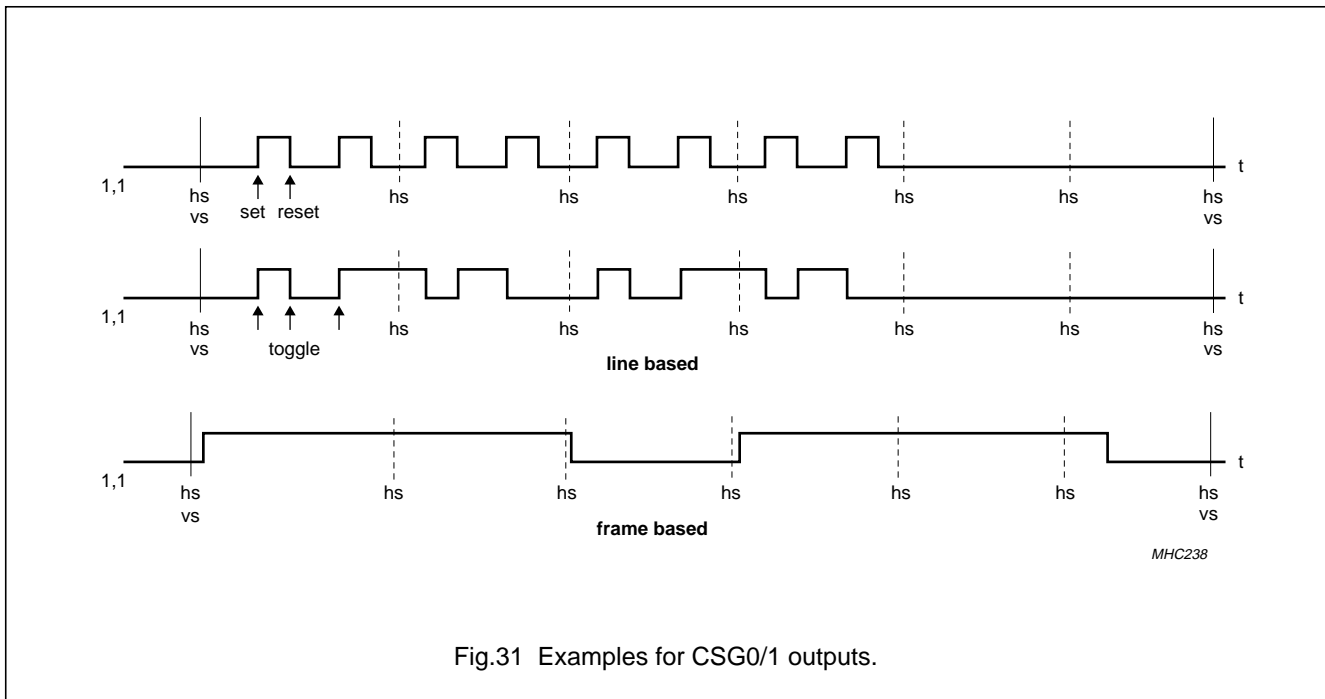 t
1,1
hs hs hs hs hs hs hs
vs set reset vs
t
1,1
hs hs hs hs hs hs hs
vs toggle vs
line based
t
1,1
hs hs hs hs hs hs hs
vs vs
frame based
MHC238
Fig.31 Examples for CSG0/1 outputs.